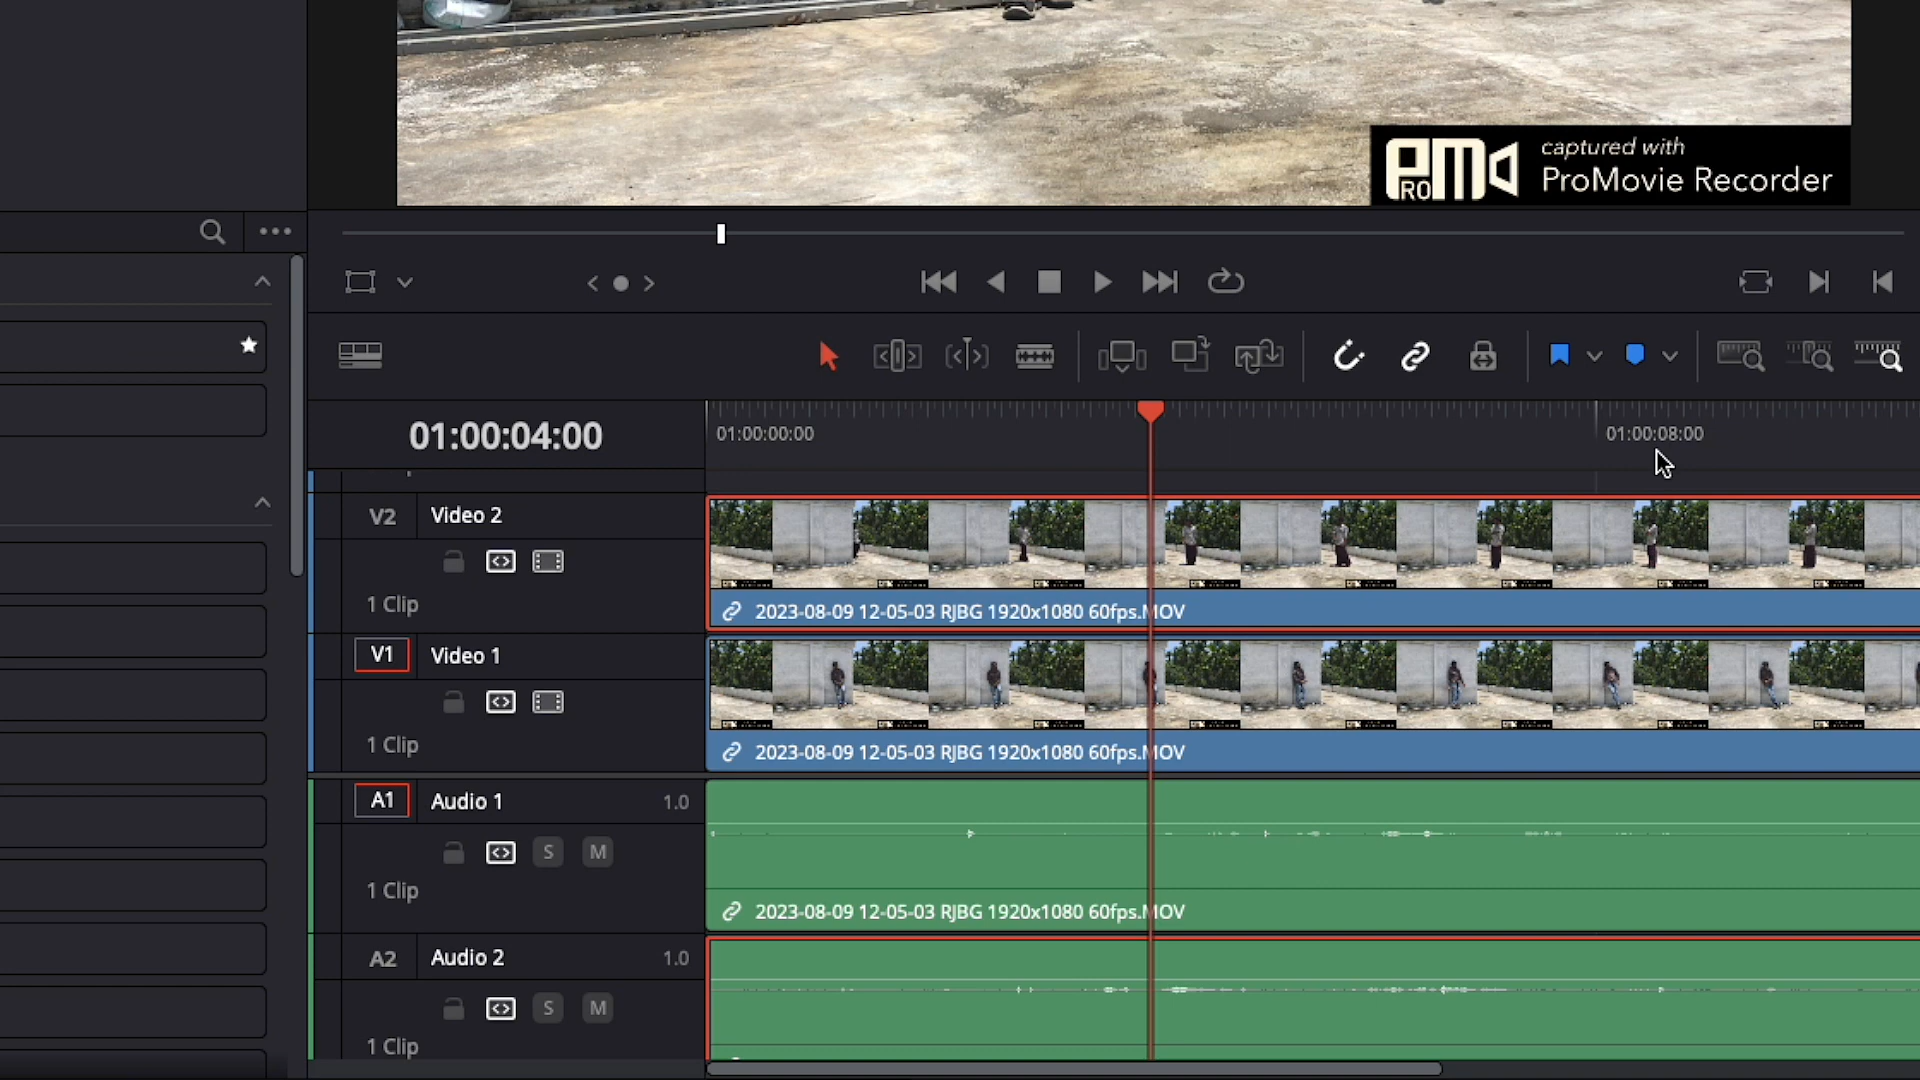 captured with
PRO M ProMovie Recorder
01:00:04:00
01:00:00:00
01:00:08:00
V2 Video 2
1 Clip
2023-08-09 12-05-03 RJBG 1920x1080 60fps.MOV
V1 Video 1
1 Clip
2023-08-09 12-05-03 RJBG 1920x1080 60fps.MOV
A1 Audio 1 1.0
S M
1 Clip
2023-08-09 12-05-03 RJBG 1920x1080 60fps.MOV
A2 Audio 2 1.0
S M
1 Clip